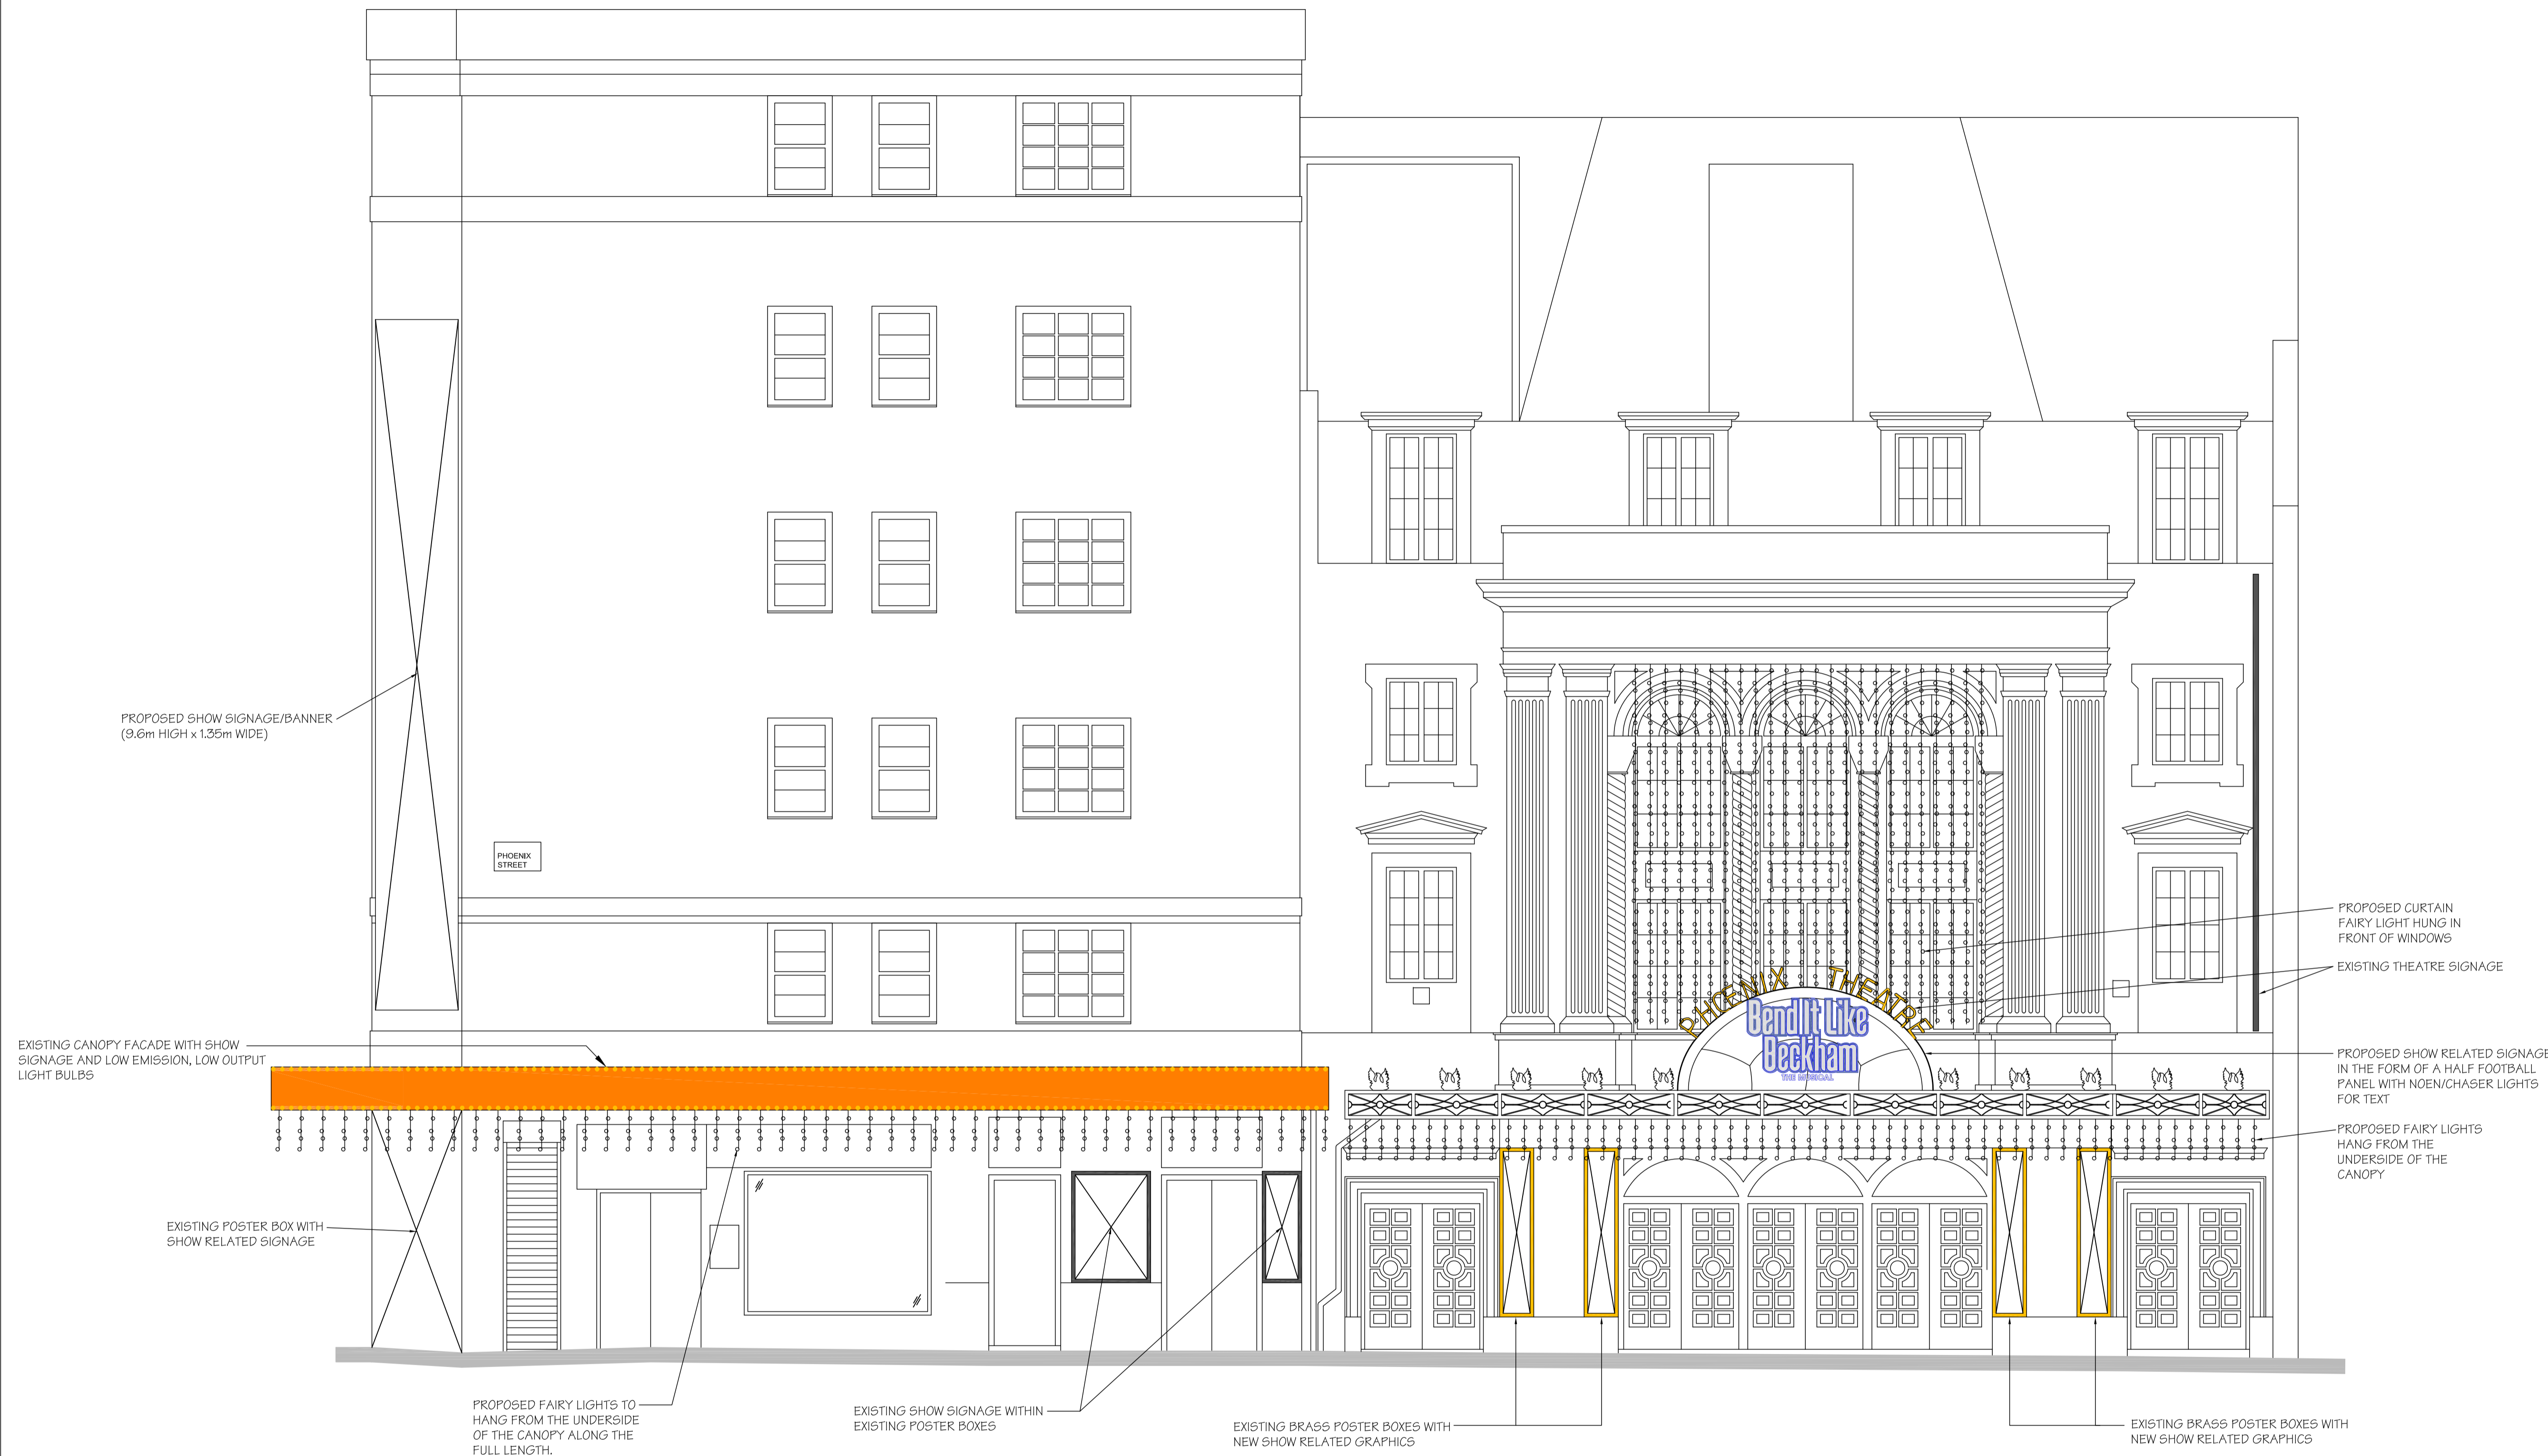 PROPOSED SHOW SIGNAGE/BANNER
(9.6m HIGH x 1.35m WIDE)
PHOENIX
STREET
EXISTING CANOPY FACADE WITH SHOW
SIGNAGE AND LOW EMISSION, LOW OUTPUT
LIGHT BULBS
EXISTING POSTER BOX WITH
SHOW RELATED SIGNAGE
PROPOSED FAIRY LIGHTS TO
HANG FROM THE UNDERSIDE
OF THE CANOPY ALONG THE
FULL LENGTH.
EXISTING SHOW SIGNAGE WITHIN
EXISTING POSTER BOXES
EXISTING BRASS POSTER BOXES WITH
NEW SHOW RELATED GRAPHICS
PHOENIX THEATRE
Bend It Like
Beckham
THE MUSICAL
PROPOSED CURTAIN
FAIRY LIGHT HUNG IN
FRONT OF WINDOWS
EXISTING THEATRE SIGNAGE
PROPOSED SHOW RELATED SIGNAGE
IN THE FORM OF A HALF FOOTBALL
PANEL WITH NOEN/CHASER LIGHTS
FOR TEXT
PROPOSED FAIRY LIGHTS
HANG FROM THE
UNDERSIDE OF THE
CANOPY
EXISTING BRASS POSTER BOXES WITH
NEW SHOW RELATED GRAPHICS